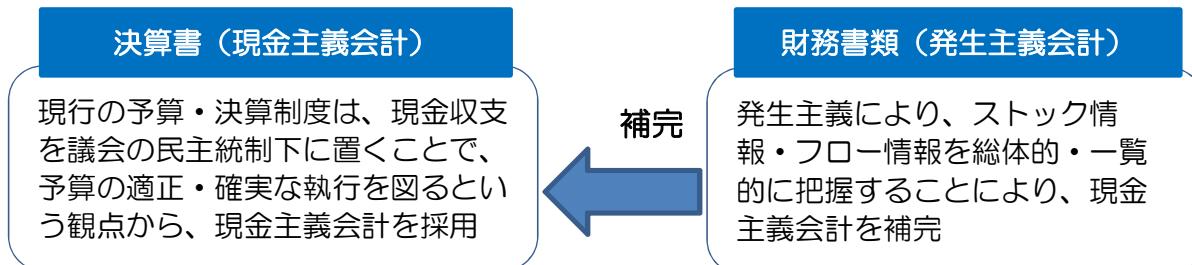 決算書（現金主義会計）
現行の予算・決算制度は、現金収支
を議会の民主統制下に置くことで、
予算の適正・確実な執行を図るとい
う観点から、現金主義会計を採用
補完
財務書類（発生主義会計）
発生主義により、ストック情
報・フロー情報を総体的・一覧
的に把握することにより、現金
主義会計を補完